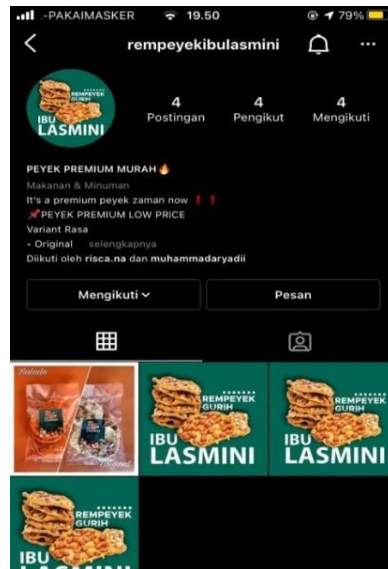 -PAKAIMASKER 19.50 79%
rempeyekibulasmini
REMPEYEK
GURIH
IBU
LASMINI
4 4 4
Postingan Pengikut Mengikuti
PEYEK PREMIUM MURAH🔥
Makanan & Minuman
It's a premium peyek zaman now ❗❗
📌PEYEK PREMIUM LOW PRICE
Variant Rasa
• Original selengkapnya
Diikuti oleh risca.na dan muhammadaryadii
Mengikuti Pesan
Balado
Original
REMPEYEK
GURIH
IBU
LASMINI
REMPEYEK
GURIH
IBU
LASMINI
REMPEYEK
GURIH
IBU
LASMINI